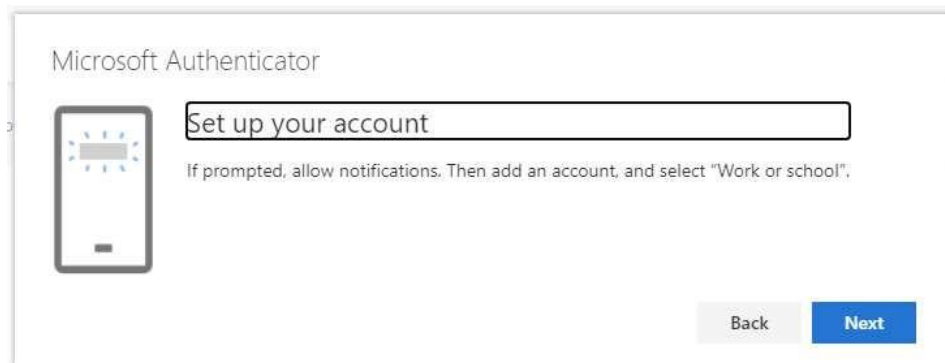 Microsoft Authenticator
Set up your account
If prompted, allow notifications. Then add an account, and select "Work or school".
Back
Next